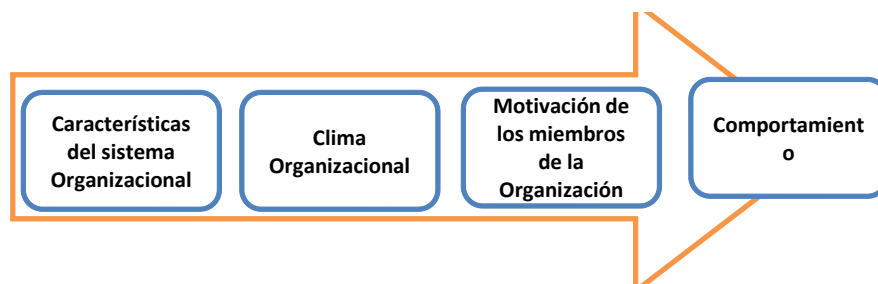 Características
del sistema
Organizacional
Clima
Organizacional
Motivación de
los miembros
de la
Organización
Comportamient
o